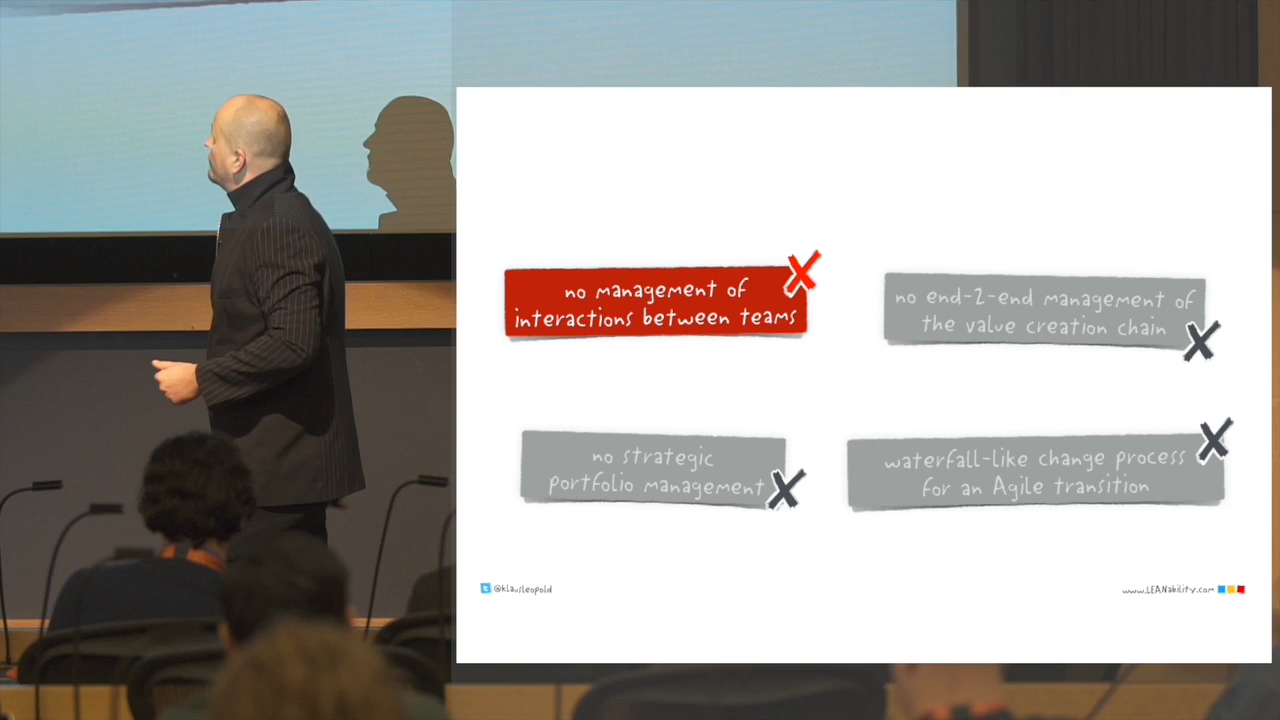 no management of
interactions between teams
no end-2-end management of
the value creation chain
no strategic
portfolio management
waterfall-like change process
for an Agile transition
@klausleopold
www.LEANability.com